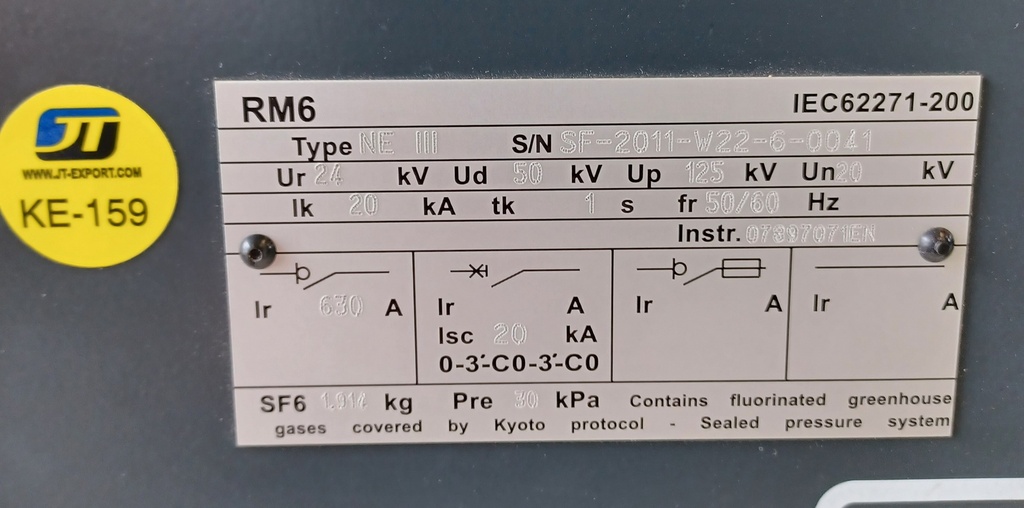 JT
WWW.JT-EXPORT.COM
KE-159
RM6 IEC62271-200
Type NE III S/N SF-2011-W22-6-0041
Ur 24 kV Ud 50 kV Up 125 kV Un 20 kV
Ik 20 kA tk 1 s fr 50/60 Hz
Instr. 07897071EN
Ir 630 A
Ir A
Isc 20 kA
0-3'-C0-3'-C0
Ir A
Ir A
SF6 1.914 kg Pre 30 kPa Contains fluorinated greenhouse
gases covered by Kyoto protocol - Sealed pressure system